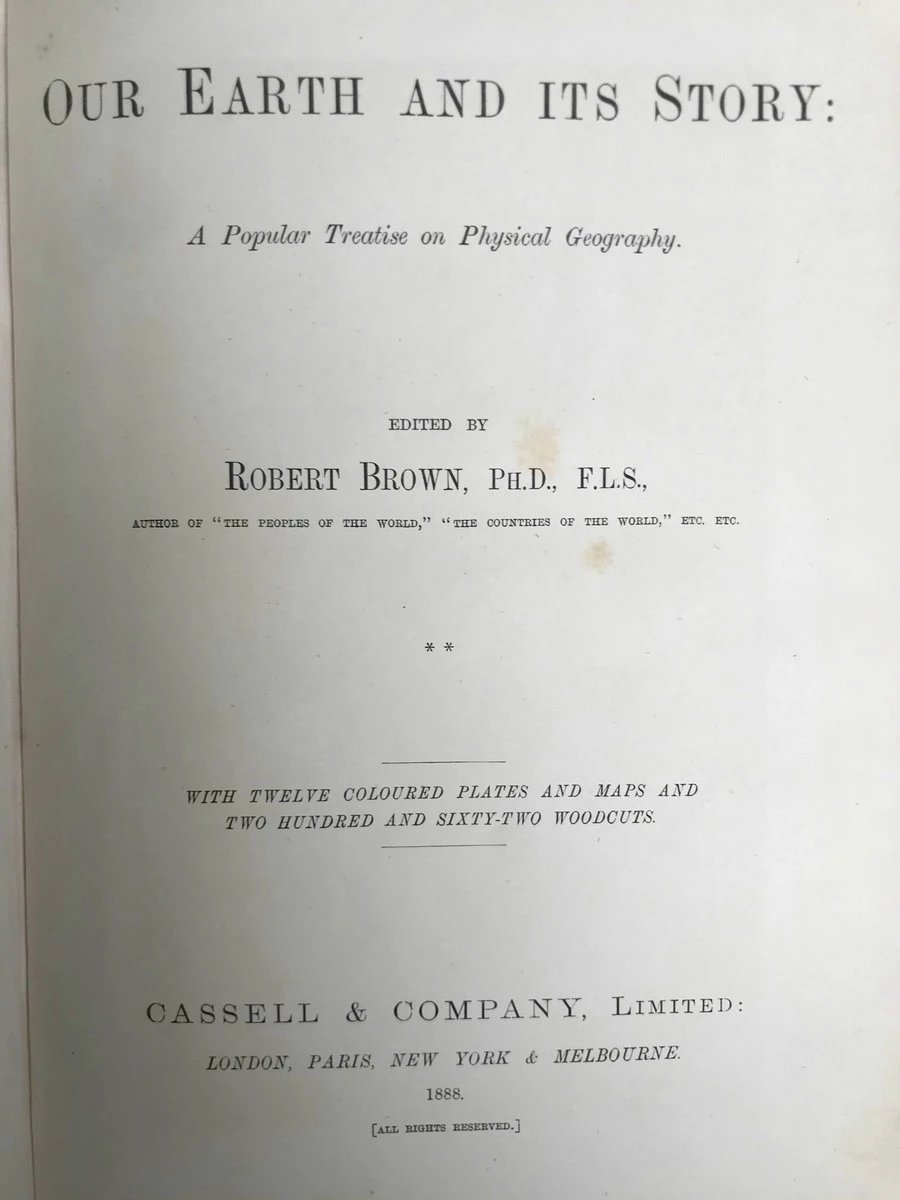 OUR EARTH AND ITS STORY:
A Popular Treatise on Physical Geography.
EDITED BY
ROBERT BROWN, PH.D., F.L.S.,
AUTHOR OF "THE PEOPLES OF THE WORLD," "THE COUNTRIES OF THE WORLD," ETC. ETC.
* *
WITH TWELVE COLOURED PLATES AND MAPS AND
TWO HUNDRED AND SIXTY-TWO WOODCUTS.
CASSELL & COMPANY, LIMITED:
LONDON, PARIS, NEW YORK & MELBOURNE.
1888.
[ALL RIGHTS RESERVED.]